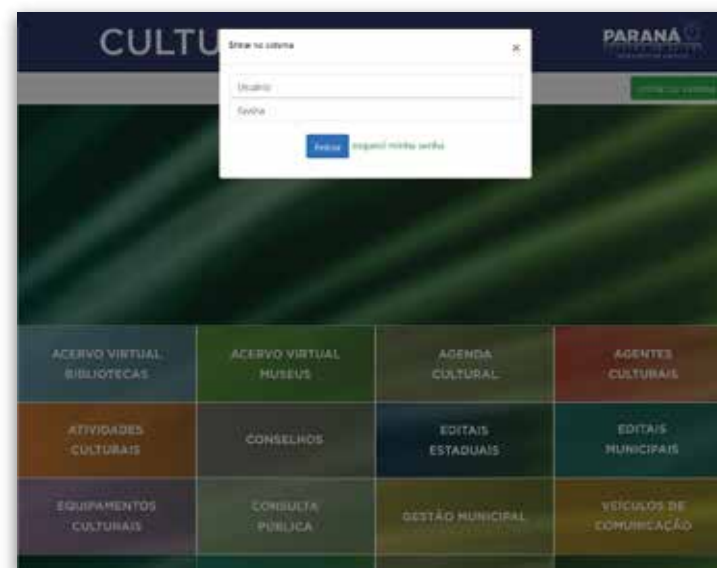 CULTU
PARANÁ
Entrar no sistema
×
Usuário
Senha
Entrar esqueci minha senha
ACERVO VIRTUAL
BIBLIOTECAS
ACERVO VIRTUAL
MUSEUS
AGENDA
CULTURAL
AGENTES
CULTURAIS
ATIVIDADES
CULTURAIS
CONSELHOS
EDITAIS
ESTADUAIS
EDITAIS
MUNICIPAIS
EQUIPAMENTOS
CULTURAIS
CONSULTA
PÚBLICA
GESTÃO MUNICIPAL
VEÍCULOS DE
COMUNICAÇÃO